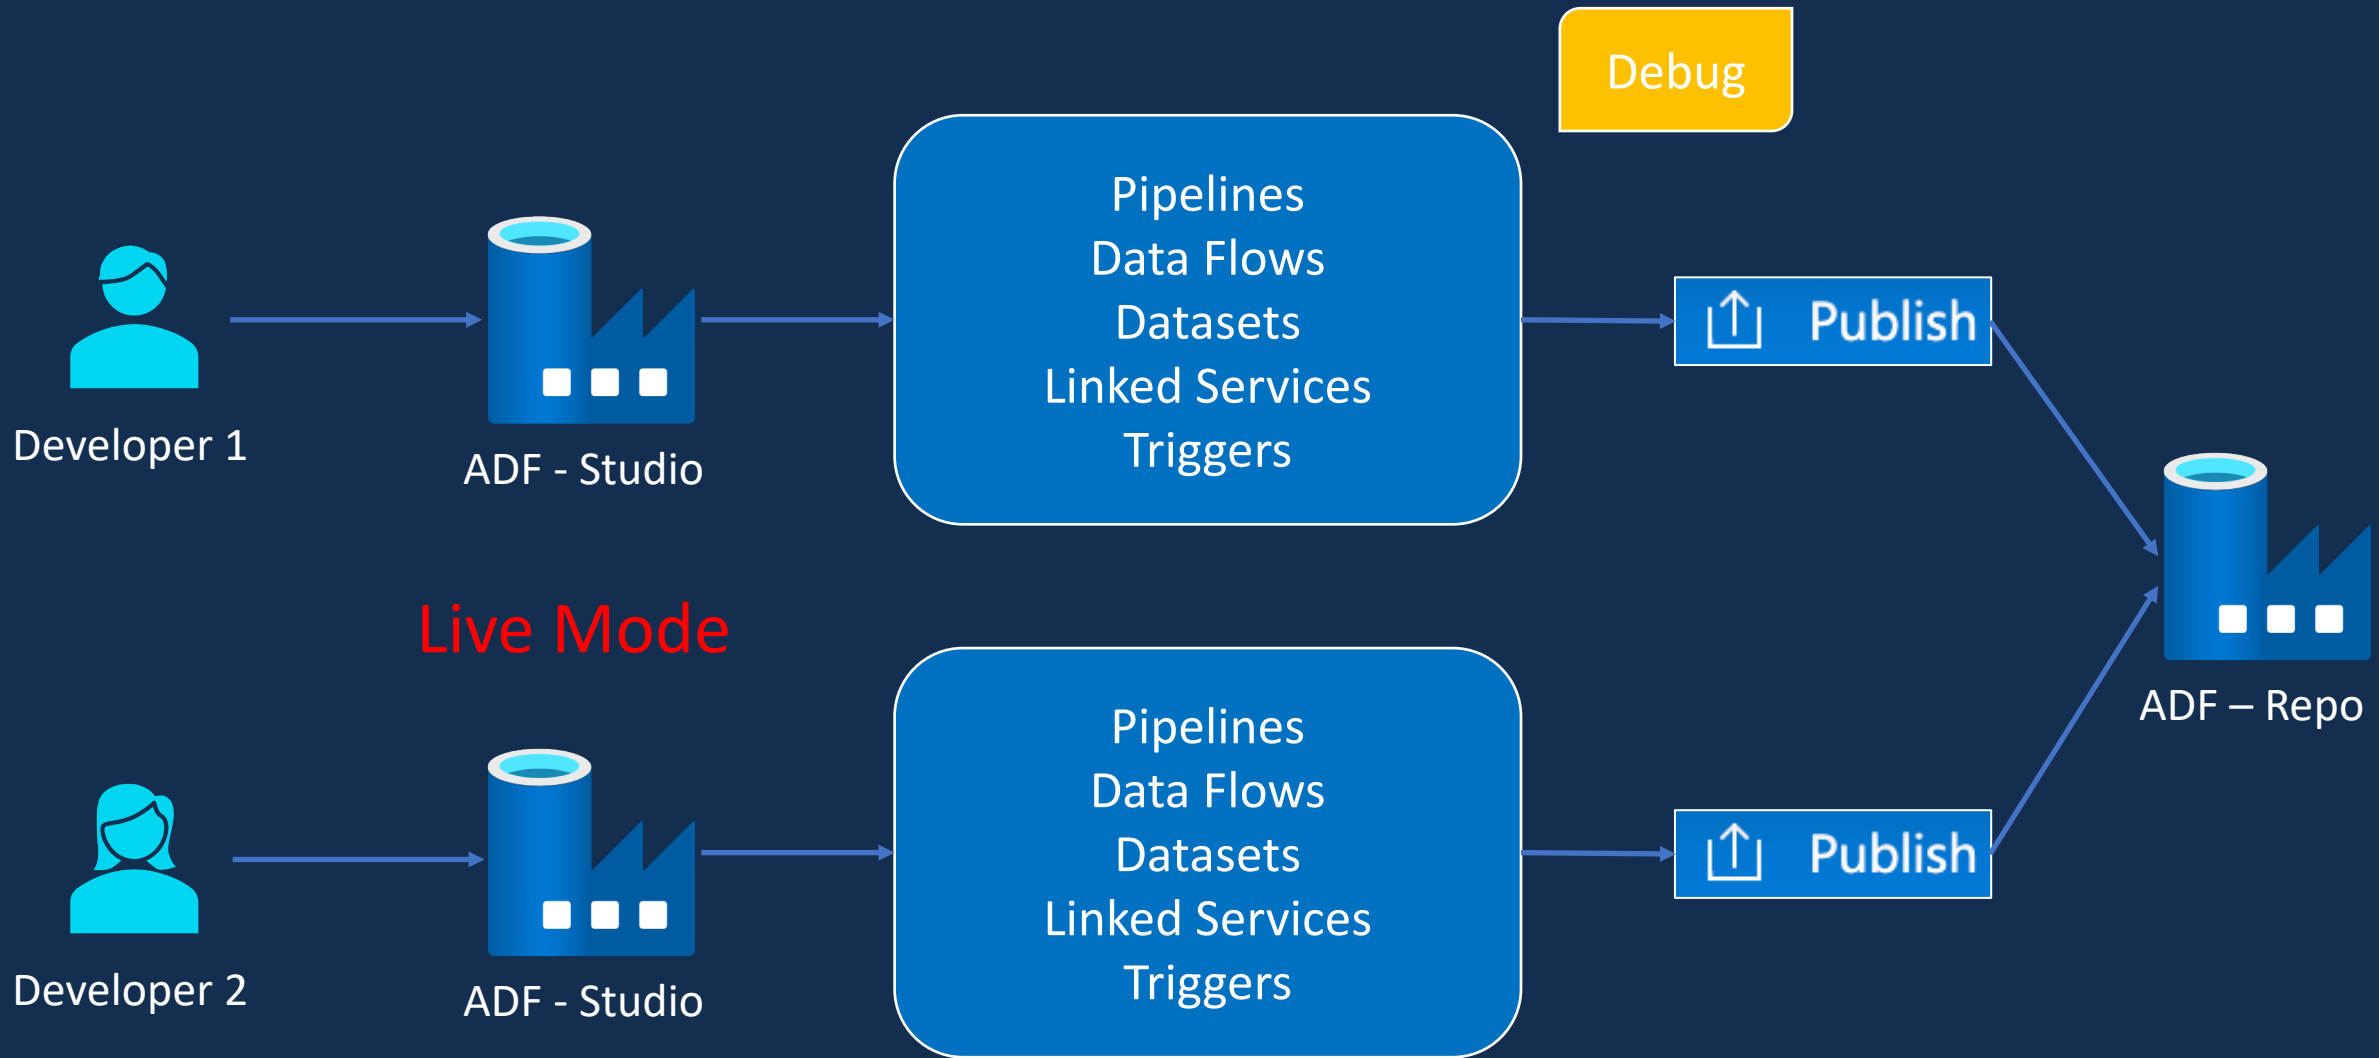 Debug
Pipelines
Data Flows
Datasets
Linked Services
Triggers
Publish
Developer 1
ADF - Studio
Live Mode
ADF – Repo
Pipelines
Data Flows
Datasets
Linked Services
Triggers
Publish
Developer 2
ADF - Studio